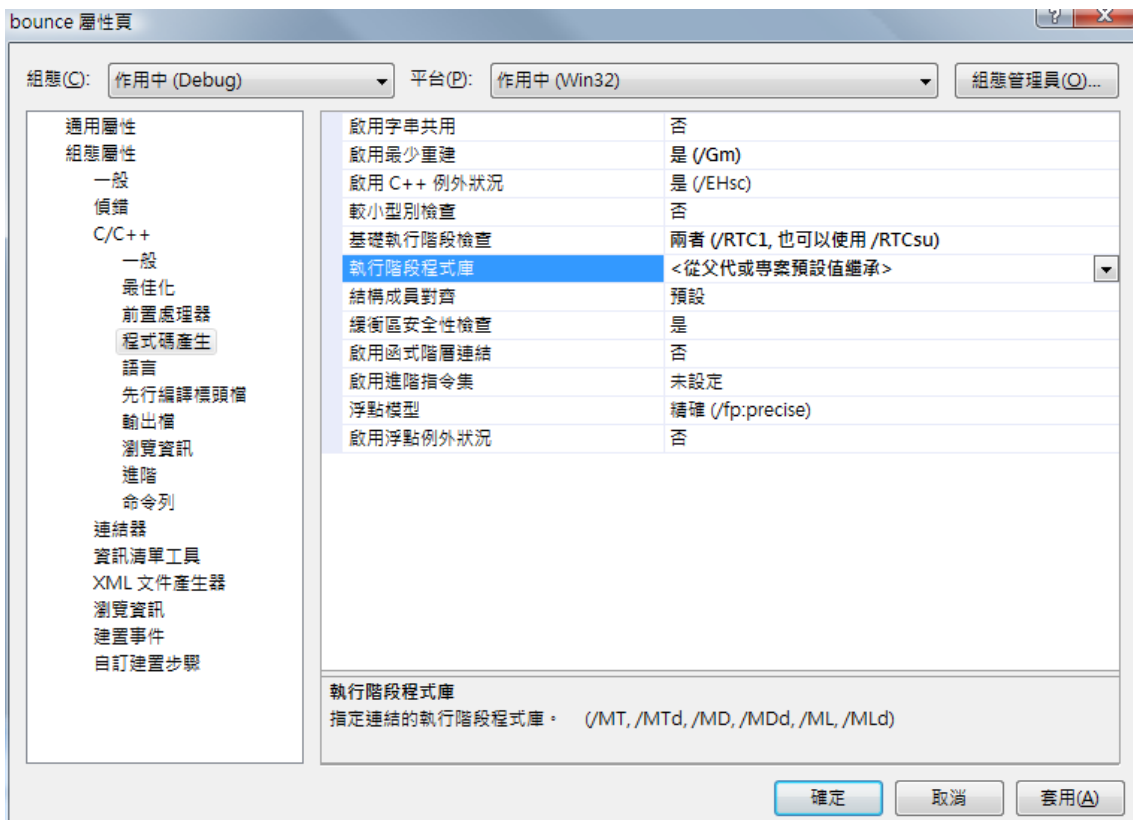 bounce 屬性頁
組態(C): 作用中 (Debug) 平台(P): 作用中 (Win32) 組態管理員(O)...
通用屬性
組態屬性
一般
偵錯
C/C++
一般
最佳化
前置處理器
程式碼產生
語言
先行編譯標頭檔
輸出檔
瀏覽資訊
進階
命令列
連結器
資訊清單工具
XML 文件產生器
瀏覽資訊
建置事件
自訂建置步驟
啟用字串共用 否
啟用最少重建 是 (/Gm)
啟用 C++ 例外狀況 是 (/EHsc)
較小型別檢查 否
基礎執行階段檢查 兩者 (/RTC1, 也可以使用 /RTCsu)
執行階段程式庫 <從父代或專案預設值繼承>
結構成員對齊 預設
緩衝區安全性檢查 是
啟用函式階層連結 否
啟用進階指令集 未設定
浮點模型 精確 (/fp:precise)
啟用浮點例外狀況 否
執行階段程式庫
指定連結的執行階段程式庫。 (/MT, /MTd, /MD, /MDd, /ML, /MLd)
確定 取消 套用(A)